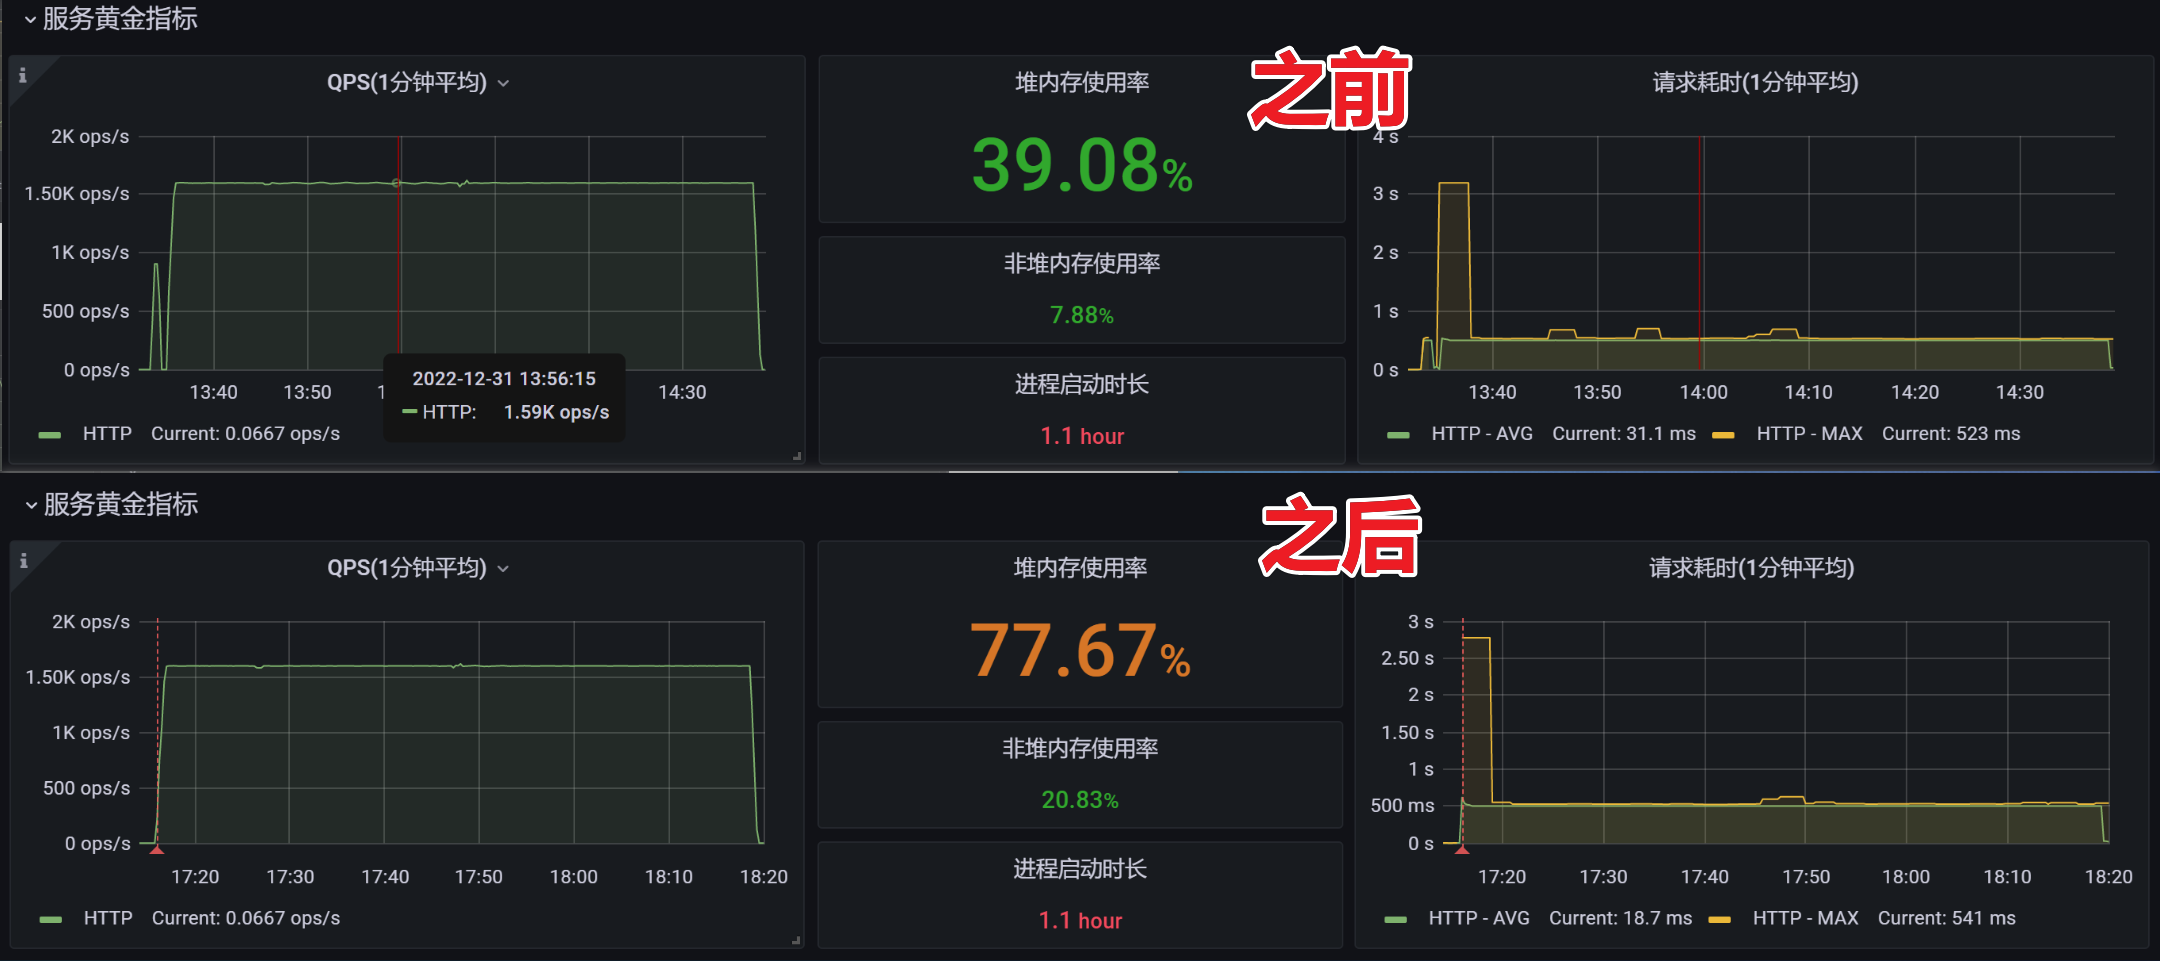 服务黄金指标
QPS(1分钟平均)
2K ops/s
1.50K ops/s
1K ops/s
500 ops/s
0 ops/s
13:40
13:50
1
14:30
2022-12-31 13:56:15
HTTP: 1.59K ops/s
HTTP Current: 0.0667 ops/s
堆内存使用率
39.08%
非堆内存使用率
7.88%
进程启动时长
1.1 hour
之前
请求耗时(1分钟平均)
4 s
3 s
2 s
1 s
0 s
13:40
13:50
14:00
14:10
14:20
14:30
HTTP - AVG Current: 31.1 ms HTTP - MAX Current: 523 ms
服务黄金指标
QPS(1分钟平均)
2K ops/s
1.50K ops/s
1K ops/s
500 ops/s
0 ops/s
17:20
17:30
17:40
17:50
18:00
18:10
18:20
HTTP Current: 0.0667 ops/s
堆内存使用率
77.67%
非堆内存使用率
20.83%
进程启动时长
1.1 hour
之后
请求耗时(1分钟平均)
3 s
2.50 s
2 s
1.50 s
1 s
500 ms
0 s
17:20
17:30
17:40
17:50
18:00
18:10
18:20
HTTP - AVG Current: 18.7 ms HTTP - MAX Current: 541 ms